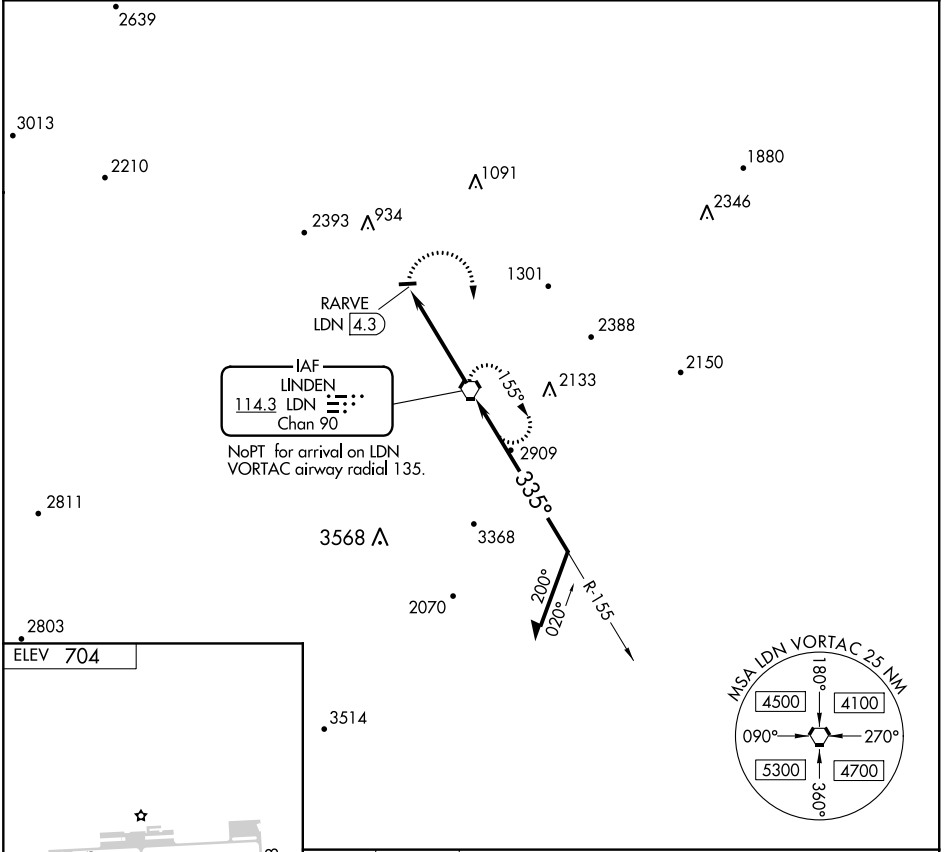 2639
3013
2210
1880
1091
2346
2393
934
1301
RARVE
LDN 4.3
2388
2150
IAF
LINDEN
114.3 LDN
Chan 90
155°
2133
NoPT for arrival on LDN
VORTAC airway radial 135.
2909
335°
2811
3568
3368
200°
020°
R-155
2070
2803
ELEV 704
MSA LDN VORTAC 25 NM
180°
4500
4100
090°
270°
5300
4700
360°
3514